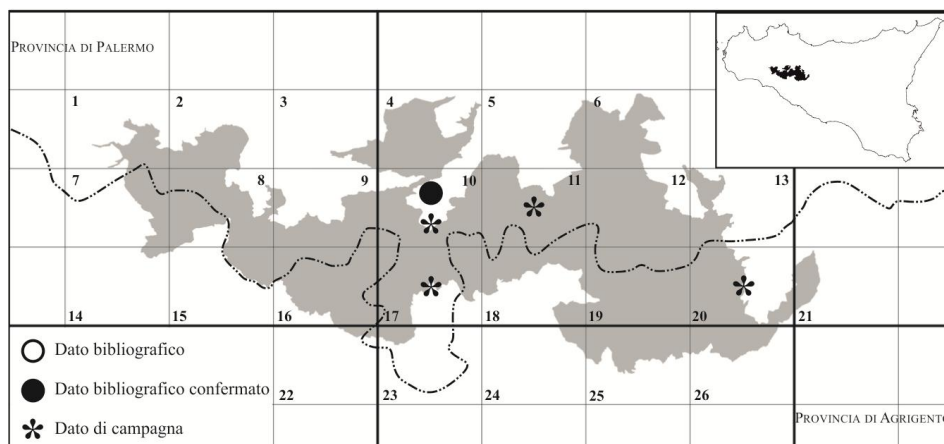 PROVINCIA DI PALERMO
1 2 3 4 5 6
7 8 9 10 11 12 13
14 15 16 17 18 19 20 21
Dato bibliografico
Dato bibliografico confermato
22 23 24 25 26
Dato di campagna
PROVINCIA DI AGRIGENTO